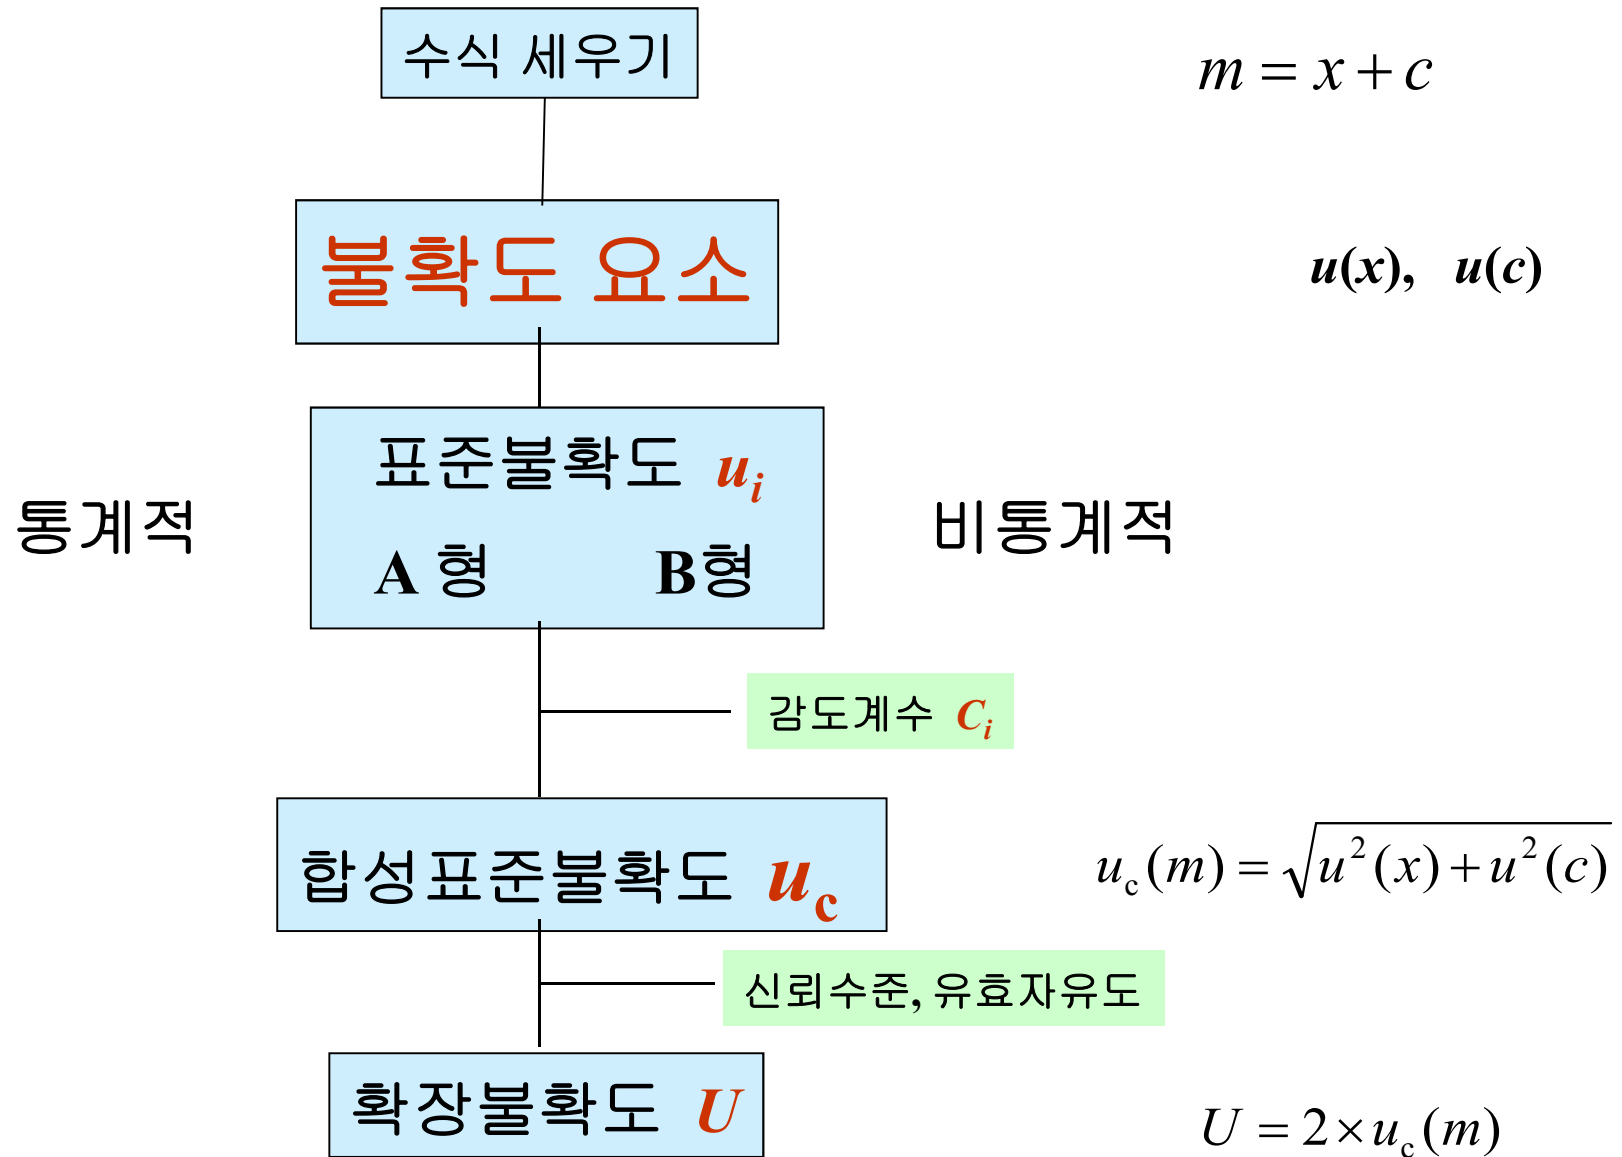 수식 세우기
m = x + c
불확도 요소
u(x), u(c)
표준불확도 u_i
통계적
비통계적
A 형 B형
감도계수 C_i
합성표준불확도 u_c
u_c(m) = √(u²(x) + u²(c))
신뢰수준, 유효자유도
확장불확도 U
U = 2 × u_c(m)